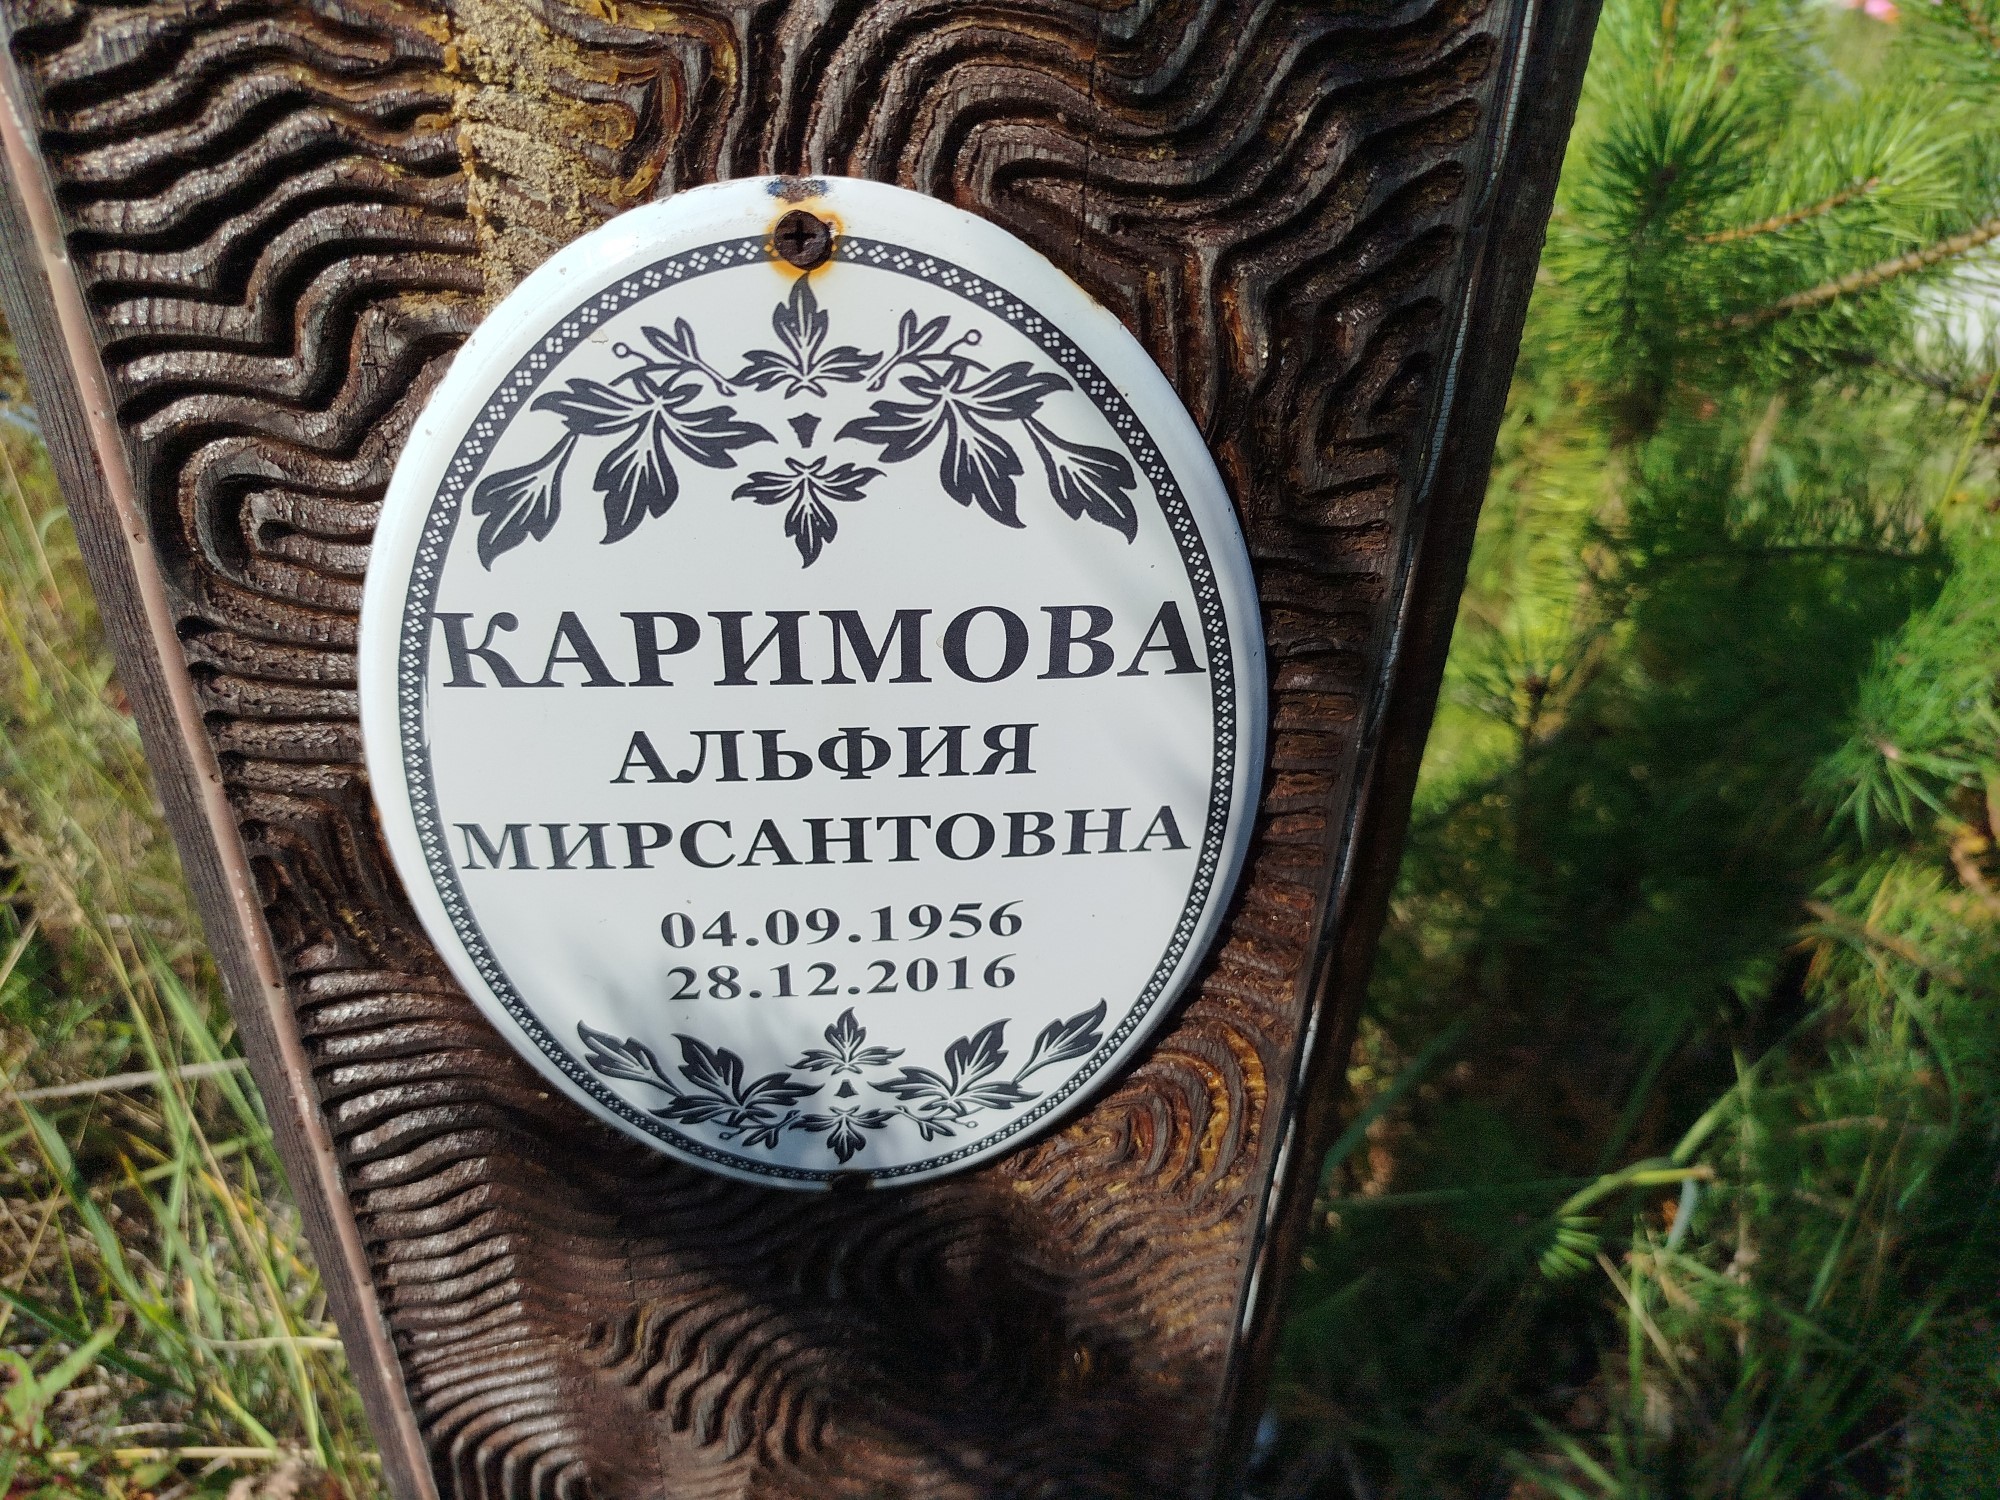 КАРИМОВА
АЛЬФИЯ
МИРСАНТОВНА
04.09.1956
28.12.2016